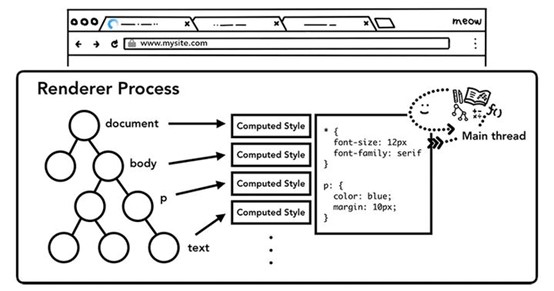 meow
www.mysite.com
Renderer Process
document
Computed Style
body
Computed Style
p
Computed Style
text
Computed Style
* {
font-size: 12px
font-family: serif
}
p: {
color: blue;
margin: 10px;
}
f()
Main thread